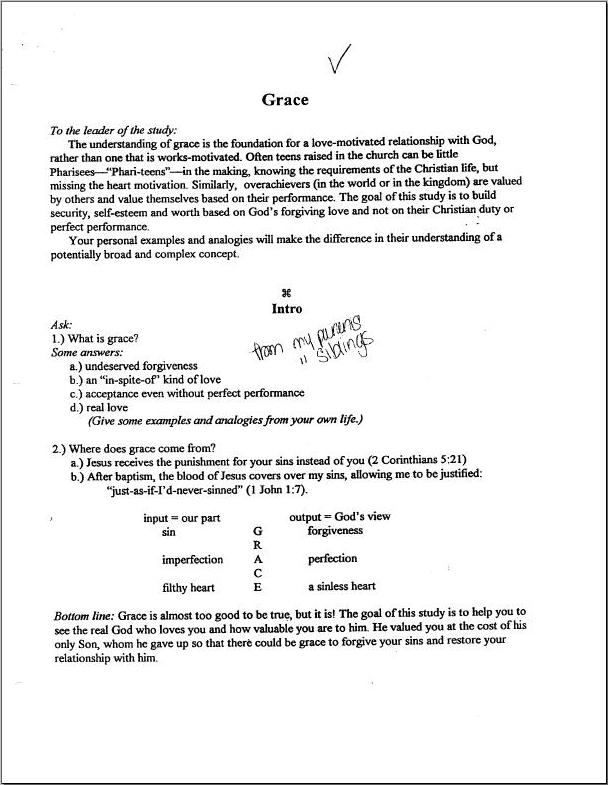 Grace
To the leader of the study:
The understanding of grace is the foundation for a love-motivated relationship with God,
rather than one that is works-motivated. Often teens raised in the church can be little
Pharisees—“Phari-teens”—in the making, knowing the requirements of the Christian life, but
missing the heart motivation. Similarly, overachievers (in the world or in the kingdom) are valued
by others and value themselves based on their performance. The goal of this study is to build
security, self-esteem and worth based on God’s forgiving love and not on their Christian duty or
perfect performance.
Your personal examples and analogies will make the difference in their understanding of a
potentially broad and complex concept.
⌘
Intro
Ask:
1.) What is grace?
from my parens
" siblings
Some answers:
a.) undeserved forgiveness
b.) an “in-spite-of” kind of love
c.) acceptance even without perfect performance
d.) real love
(Give some examples and analogies from your own life.)
2.) Where does grace come from?
a.) Jesus receives the punishment for your sins instead of you (2 Corinthians 5:21)
b.) After baptism, the blood of Jesus covers over my sins, allowing me to be justified:
“just-as-if-I’d-never-sinned” (1 John 1:7).
input = our part output = God’s view
sin G forgiveness
R
imperfection A perfection
C
filthy heart E a sinless heart
Bottom line: Grace is almost too good to be true, but it is! The goal of this study is to help you to
see the real God who loves you and how valuable you are to him. He valued you at the cost of his
only Son, whom he gave up so that there could be grace to forgive your sins and restore your
relationship with him.